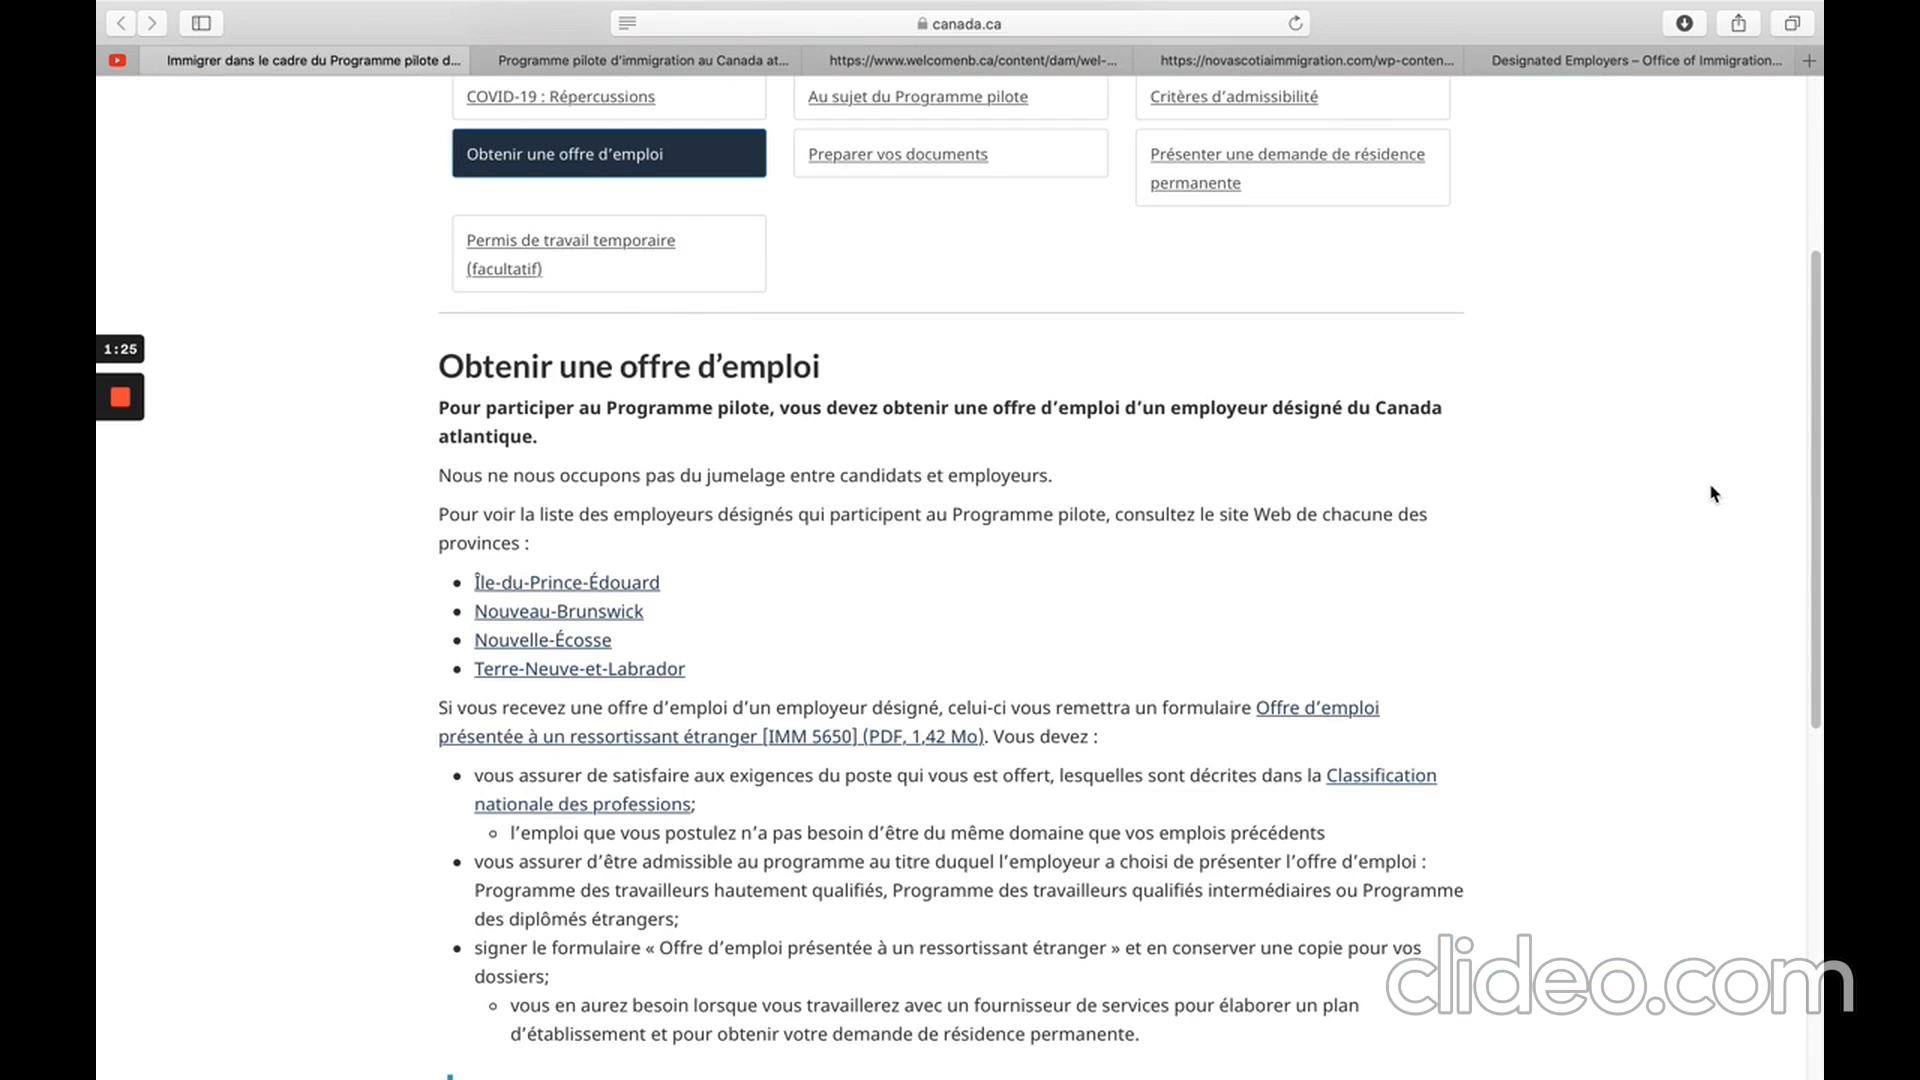 canada.ca
Immigrer dans le cadre du Programme pilote d...
Programme pilote d'immigration au Canada at...
https://www.welcomenb.ca/content/dam/wel-...
https://novascotiaimmigration.com/wp-conten...
Designated Employers – Office of Immigration...
COVID-19 : Répercussions
Au sujet du Programme pilote
Critères d'admissibilité
Obtenir une offre d'emploi
Preparer vos documents
Présenter une demande de résidence
permanente
Permis de travail temporaire
(facultatif)
1:25
Obtenir une offre d'emploi
Pour participer au Programme pilote, vous devez obtenir une offre d'emploi d'un employeur désigné du Canada
atlantique.
Nous ne nous occupons pas du jumelage entre candidats et employeurs.
Pour voir la liste des employeurs désignés qui participent au Programme pilote, consultez le site Web de chacune des
provinces :
• Île-du-Prince-Édouard
• Nouveau-Brunswick
• Nouvelle-Écosse
• Terre-Neuve-et-Labrador
Si vous recevez une offre d'emploi d'un employeur désigné, celui-ci vous remettra un formulaire Offre d'emploi
présentée à un ressortissant étranger [IMM 5650] (PDF, 1,42 Mo). Vous devez :
• vous assurer de satisfaire aux exigences du poste qui vous est offert, lesquelles sont décrites dans la Classification
nationale des professions;
◦ l'emploi que vous postulez n'a pas besoin d'être du même domaine que vos emplois précédents
• vous assurer d'être admissible au programme au titre duquel l'employeur a choisi de présenter l'offre d'emploi :
Programme des travailleurs hautement qualifiés, Programme des travailleurs qualifiés intermédiaires ou Programme
des diplômés étrangers;
• signer le formulaire « Offre d'emploi présentée à un ressortissant étranger » et en conserver une copie pour vos
dossiers;
◦ vous en aurez besoin lorsque vous travaillerez avec un fournisseur de services pour élaborer un plan
d'établissement et pour obtenir votre demande de résidence permanente.
clideo.com